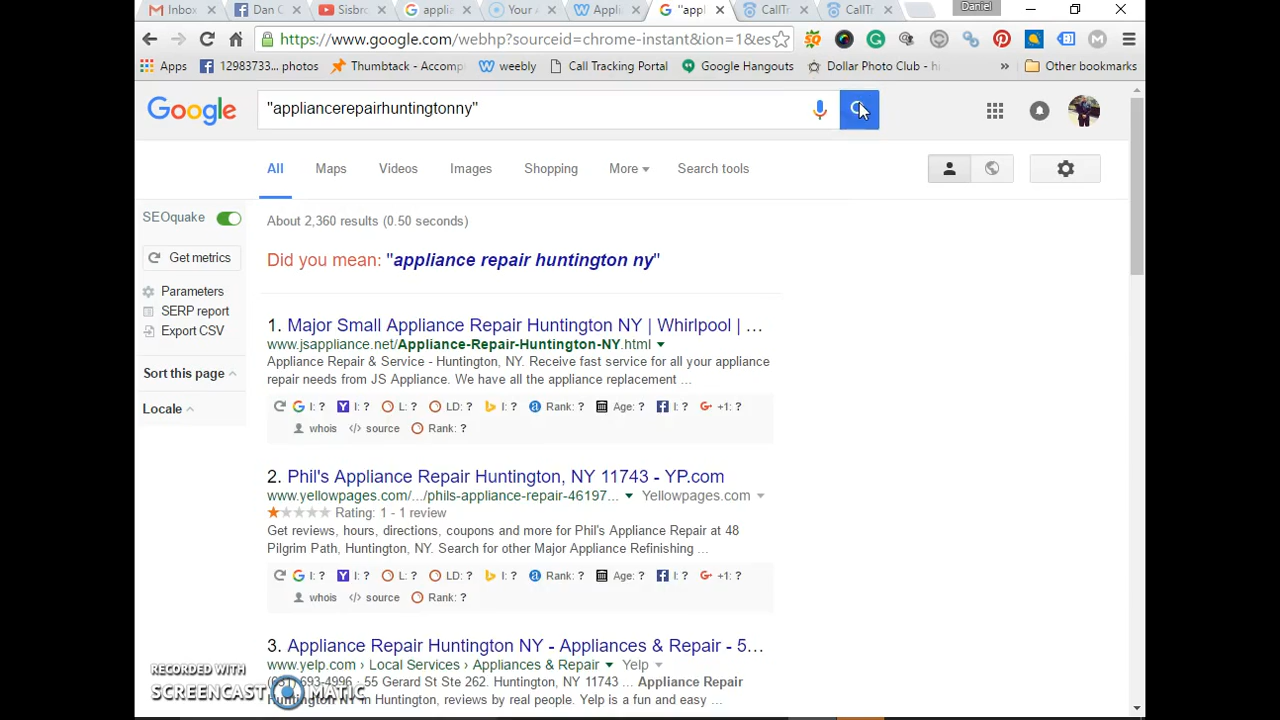 Inbox
Dan C
Sisbro
applia
Your A
Appli
"appl
CallTr
CallTr
Daniel
https://www.google.com/webhp?sourceid=chrome-instant&ion=1&es
Apps
12983733... photos
Thumbtack - Accompl
weebly
Call Tracking Portal
Google Hangouts
Dollar Photo Club - hi
»
Other bookmarks
Google
"appliancerepairhuntingtonny"
All
Maps
Videos
Images
Shopping
More
Search tools
SEOquake
Get metrics
Parameters
SERP report
Export CSV
Sort this page
Locale
About 2,360 results (0.50 seconds)
Did you mean: "appliance repair huntington ny"
1. Major Small Appliance Repair Huntington NY | Whirlpool | ...
www.jsappliance.net/Appliance-Repair-Huntington-NY.html
Appliance Repair & Service - Huntington, NY. Receive fast service for all your appliance
repair needs from JS Appliance. We have all the appliance replacement ...
I: ? I: ? L: ? LD: ? I: ? Rank: ? Age: ? I: ? +1: ?
whois source Rank: ?
2. Phil's Appliance Repair Huntington, NY 11743 - YP.com
www.yellowpages.com/.../phils-appliance-repair-46197... Yellowpages.com
Rating: 1 - 1 review
Get reviews, hours, directions, coupons and more for Phil's Appliance Repair at 48
Pilgrim Path, Huntington, NY. Search for other Major Appliance Refinishing ...
I: ? I: ? L: ? LD: ? I: ? Rank: ? Age: ? I: ? +1: ?
whois source Rank: ?
3. Appliance Repair Huntington NY - Appliances & Repair - 5...
www.yelp.com › Local Services › Appliances & Repair Yelp
(631) 693-4996 · 55 Gerard St Ste 262. Huntington, NY 11743 ... Appliance Repair
Huntington NY in Huntington, reviews by real people. Yelp is a fun and easy ...
RECORDED WITH
SCREENCAST MATIC